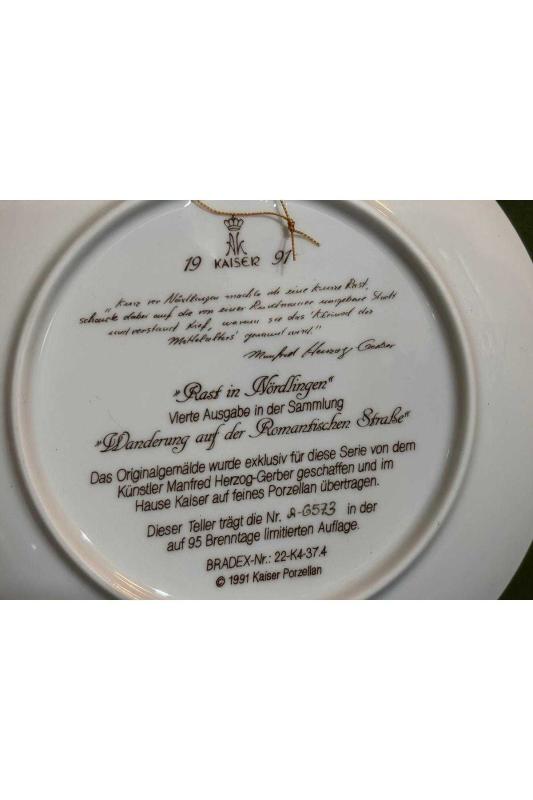 19 KAISER 91
"Kurz vor Nördlingen machte ich eine kurze Rast,
schaute dabei auf die von einer Rundmauer umgebene Stadt
und verstand tief, warum sie das 'Kleinod des
Mittelalters' genannt wird."
Manfred Herzog Gerber
»Rast in Nördlingen«
Vierte Ausgabe in der Sammlung
»Wanderung auf der Romantischen Straße«
Das Originalgemälde wurde exklusiv für diese Serie von dem
Künstler Manfred Herzog-Gerber geschaffen und im
Hause Kaiser auf feines Porzellan übertragen.
Dieser Teller trägt die Nr. in der
auf 95 Brenntage limitierten Auflage.
BRADEX-Nr.: 22-K4-37.4
© 1991 Kaiser Porzellan